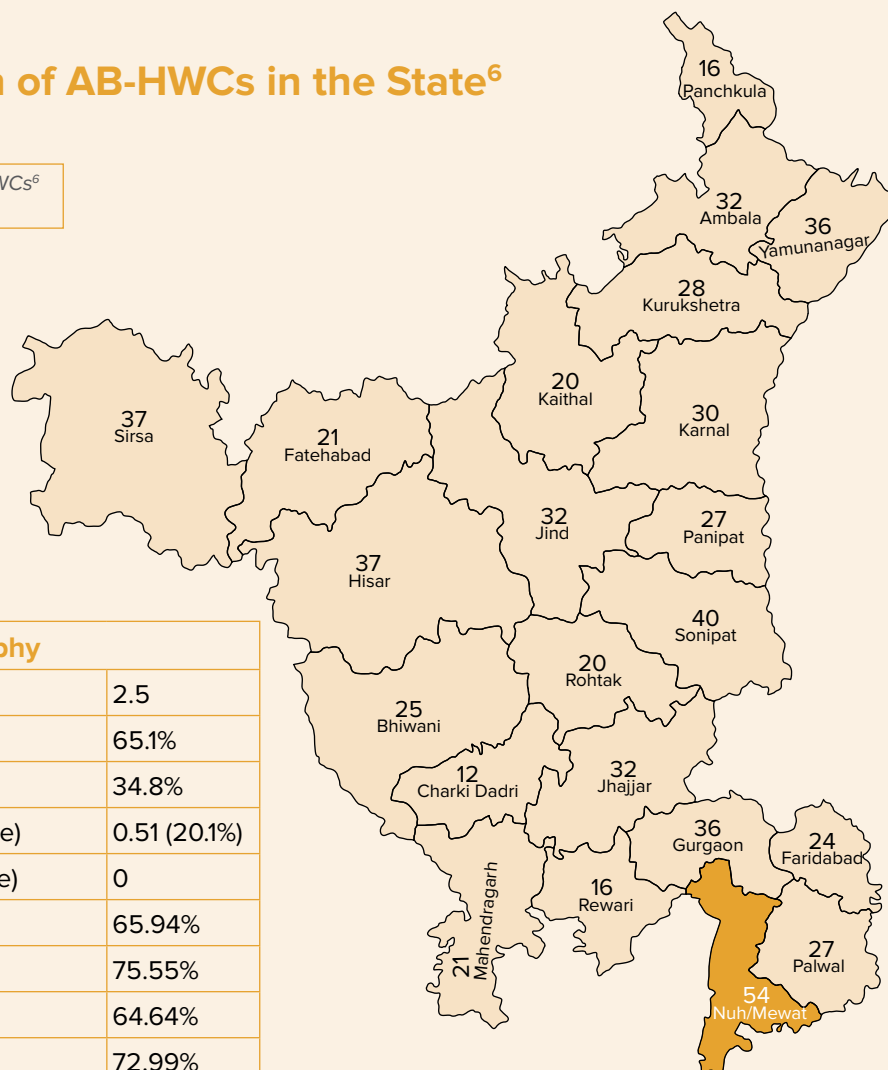 of AB-HWCs in the State⁶
WCs⁶
16
Panchkula
32
Ambala
36
Yamunanagar
28
Kurukshetra
20
Kaithal
30
Karnal
37
Sirsa
21
Fatehabad
32
Jind
27
Panipat
37
Hisar
40
Sonipat
20
Rohtak
25
Bhiwani
12
Charki Dadri
32
Jhajjar
36
Gurgaon
24
Faridabad
16
Rewari
21
Mahendragarh
27
Palwal
54
Nuh/Mewat
phy
2.5
65.1%
34.8%
e) 0.51 (20.1%)
e) 0
65.94%
75.55%
64.64%
72.99%